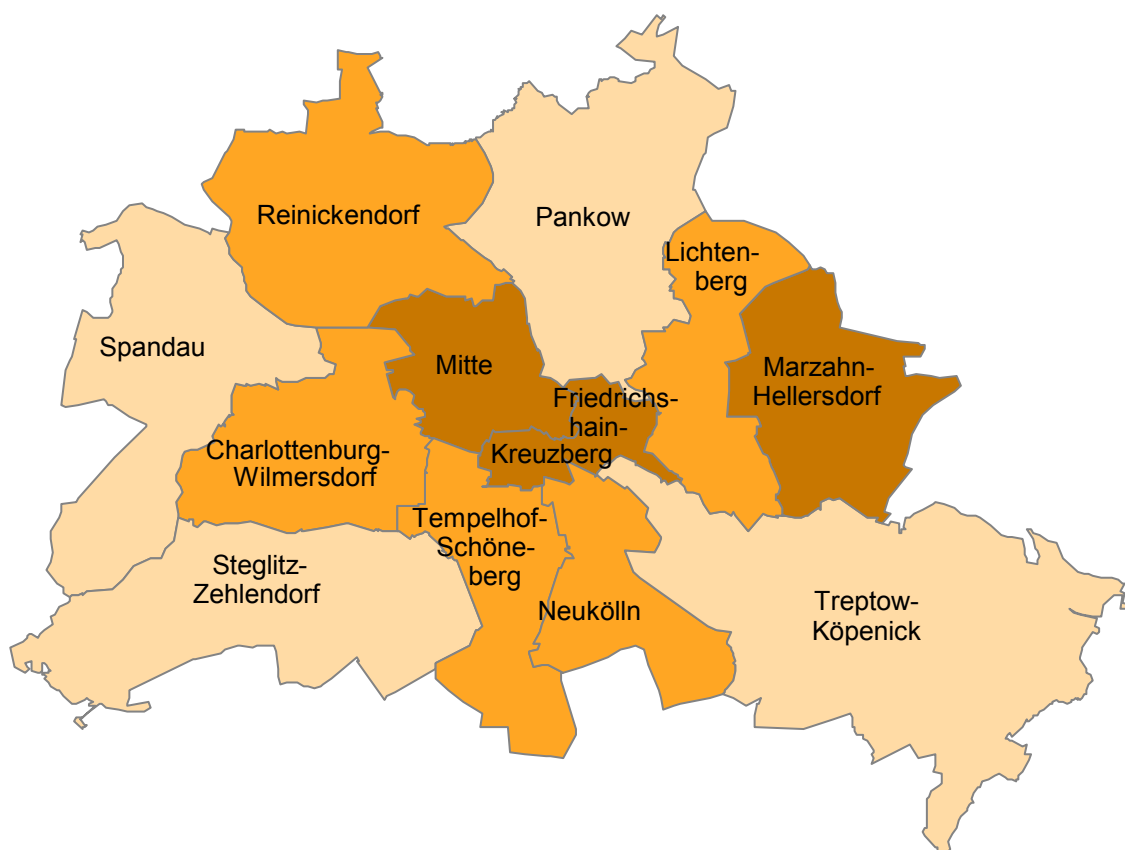 Reinickendorf
Pankow
Lichten-
berg
Spandau
Mitte
Marzahn-
Hellersdorf
Friedrichs-
hain-
Kreuzberg
Charlottenburg-
Wilmersdorf
Tempelhof-
Schöne-
berg
Steglitz-
Zehlendorf
Neukölln
Treptow-
Köpenick